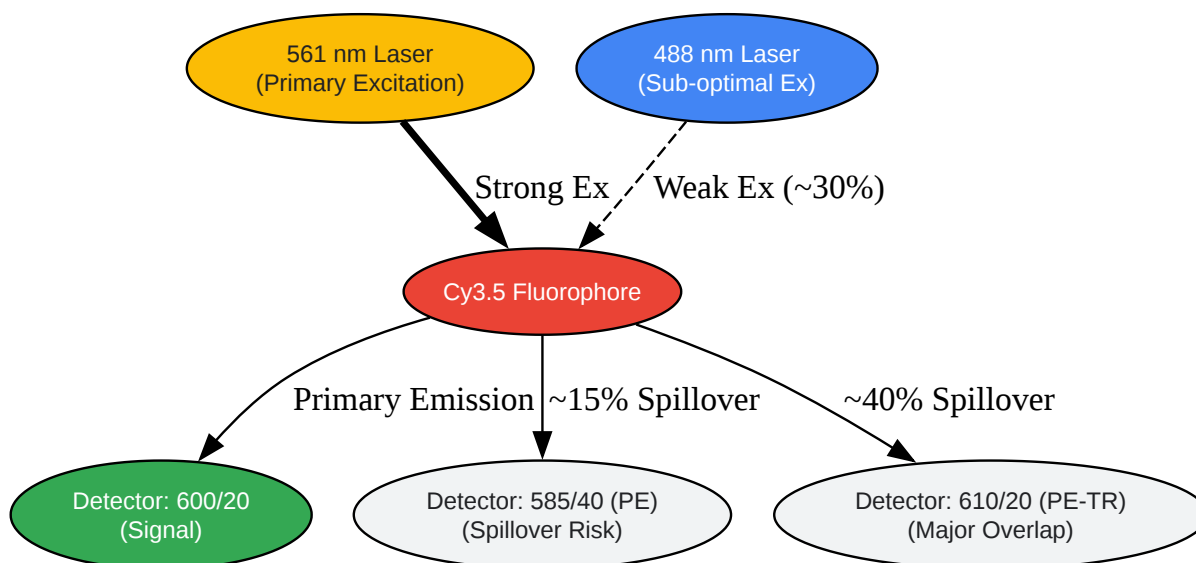 561 nm Laser
(Primary Excitation)
488 nm Laser
(Sub-optimal Ex)
Strong Ex
Weak Ex (~30%)
Cy3.5 Fluorophore
Primary Emission
~15% Spillover
~40% Spillover
Detector: 600/20
(Signal)
Detector: 585/40 (PE)
(Spillover Risk)
Detector: 610/20 (PE-TR)
(Major Overlap)